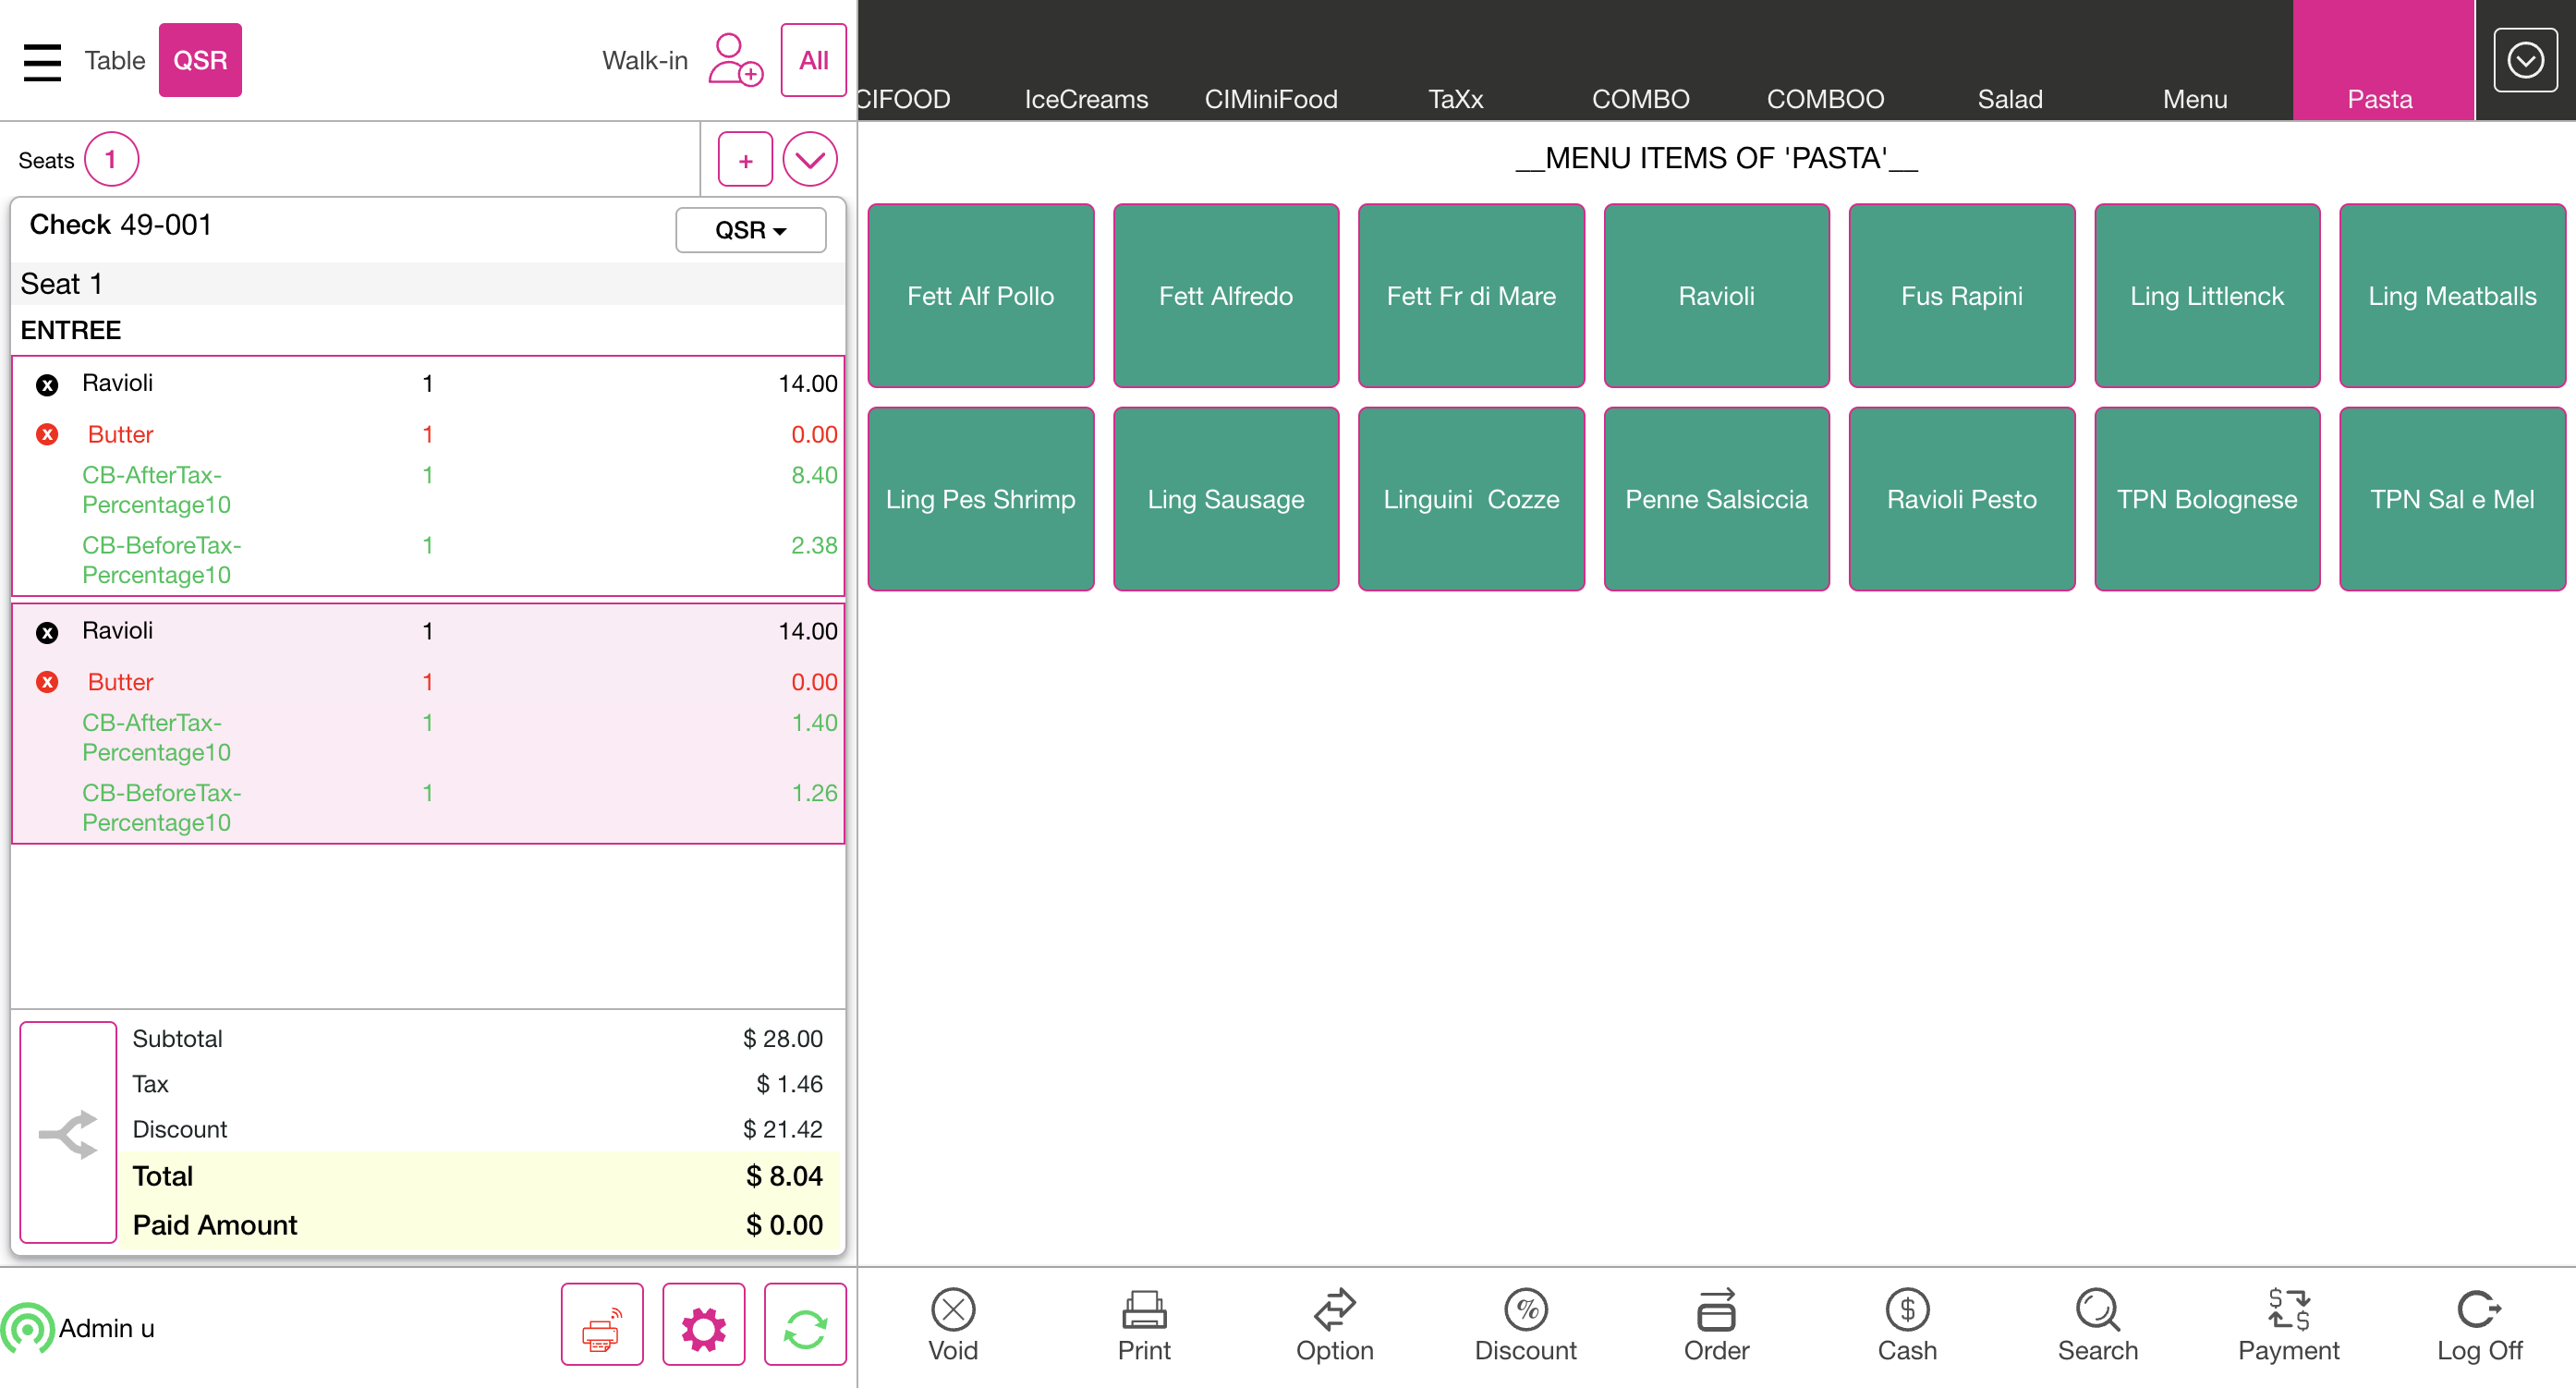 Table QSR Walk-in All
CIFOOD IceCreams CIMiniFood TaXx COMBO COMBOO Salad Menu Pasta
Seats 1 +
__MENU ITEMS OF 'PASTA'__
Check 49-001 QSR
Seat 1
ENTREE
Ravioli 1 14.00
Butter 1 0.00
CB-AfterTax- 1 8.40
Percentage10
CB-BeforeTax- 1 2.38
Percentage10
Ravioli 1 14.00
Butter 1 0.00
CB-AfterTax- 1 1.40
Percentage10
CB-BeforeTax- 1 1.26
Percentage10
Subtotal $ 28.00
Tax $ 1.46
Discount $ 21.42
Total $ 8.04
Paid Amount $ 0.00
Admin u
Fett Alf Pollo Fett Alfredo Fett Fr di Mare Ravioli Fus Rapini Ling Littlenck Ling Meatballs
Ling Pes Shrimp Ling Sausage Linguini  Cozze Penne Salsiccia Ravioli Pesto TPN Bolognese TPN Sal e Mel
Void Print Option Discount Order Cash Search Payment Log Off